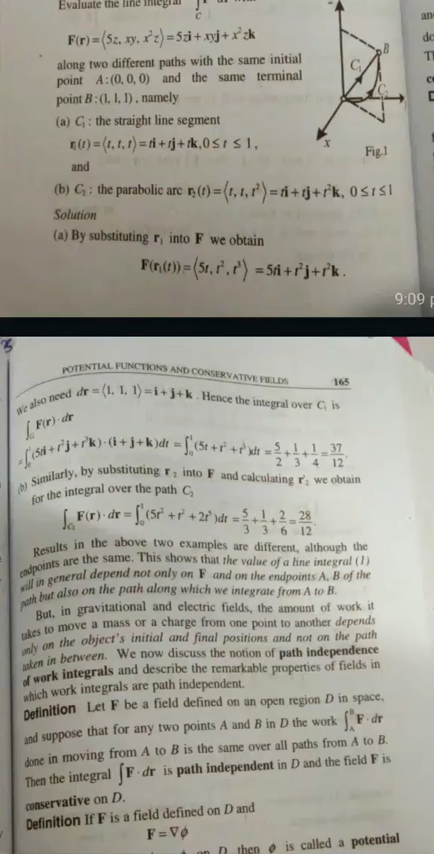 Evaluate the line integral ∫
C
F(r) = ⟨5z, xy, x²z⟩ = 5zi + xyj + x²zk
along two different paths with the same initial
point A:(0, 0, 0) and the same terminal
point B:(1, 1, 1), namely
(a) C₁: the straight line segment
r₁(t) = ⟨t, t, t⟩ = ti + tj + tk, 0 ≤ t ≤ 1,
and
(b) C₂: the parabolic arc r₂(t) = ⟨t, t, t²⟩ = ti + tj + t²k, 0 ≤ t ≤ 1
Solution
(a) By substituting r₁ into F we obtain
F(r₁(t)) = ⟨5t, t², t³⟩ = 5ti + t²j + t³k.
B
C₁
C₂
x
Fig.1
an
do
9:09 p
3
POTENTIAL FUNCTIONS AND CONSERVATIVE FIELDS 165
We also need dr = ⟨1, 1, 1⟩ = i + j + k. Hence the integral over C₁ is
∫C₁ F(r)·dr
= ∫₀¹(5ti + t²j + t³k)·(i + j + k)dt = ∫₀¹(5t + t² + t³)dt = 5/2 + 1/3 + 1/4 = 37/12.
(b) Similarly, by substituting r₂ into F and calculating r'₂ we obtain
for the integral over the path C₂
∫C₂ F(r)·dr = ∫₀¹(5t² + t² + 2t⁵)dt = 5/3 + 1/3 + 2/6 = 28/12.
Results in the above two examples are different, although the
endpoints are the same. This shows that the value of a line integral (1)
will in general depend not only on F and on the endpoints A, B of the
path but also on the path along which we integrate from A to B.
But, in gravitational and electric fields, the amount of work it
takes to move a mass or a charge from one point to another depends
only on the object's initial and final positions and not on the path
taken in between. We now discuss the notion of path independence
of work integrals and describe the remarkable properties of fields in
which work integrals are path independent.
Definition Let F be a field defined on an open region D in space,
and suppose that for any two points A and B in D the work ∫ₐᴮ F·dr
done in moving from A to B is the same over all paths from A to B.
Then the integral ∫F·dr is path independent in D and the field F is
conservative on D.
Definition If F is a field defined on D and
F = ∇ϕ
on D, then ϕ is called a potential